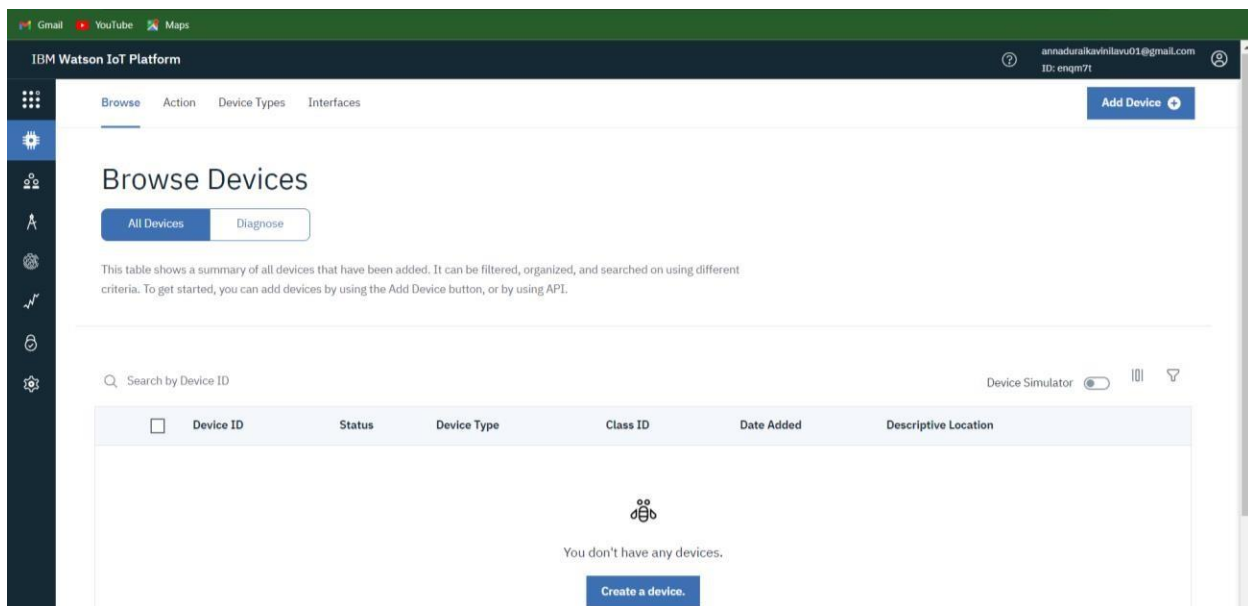 Gmail YouTube Maps
IBM Watson IoT Platform
annaduraikavinilavu01@gmail.com
ID: enqm7t
Browse Action Device Types Interfaces
Add Device
Browse Devices
All Devices Diagnose
This table shows a summary of all devices that have been added. It can be filtered, organized, and searched on using different
criteria. To get started, you can add devices by using the Add Device button, or by using API.
Search by Device ID
Device Simulator
Device ID Status Device Type Class ID Date Added Descriptive Location
You don't have any devices.
Create a device.